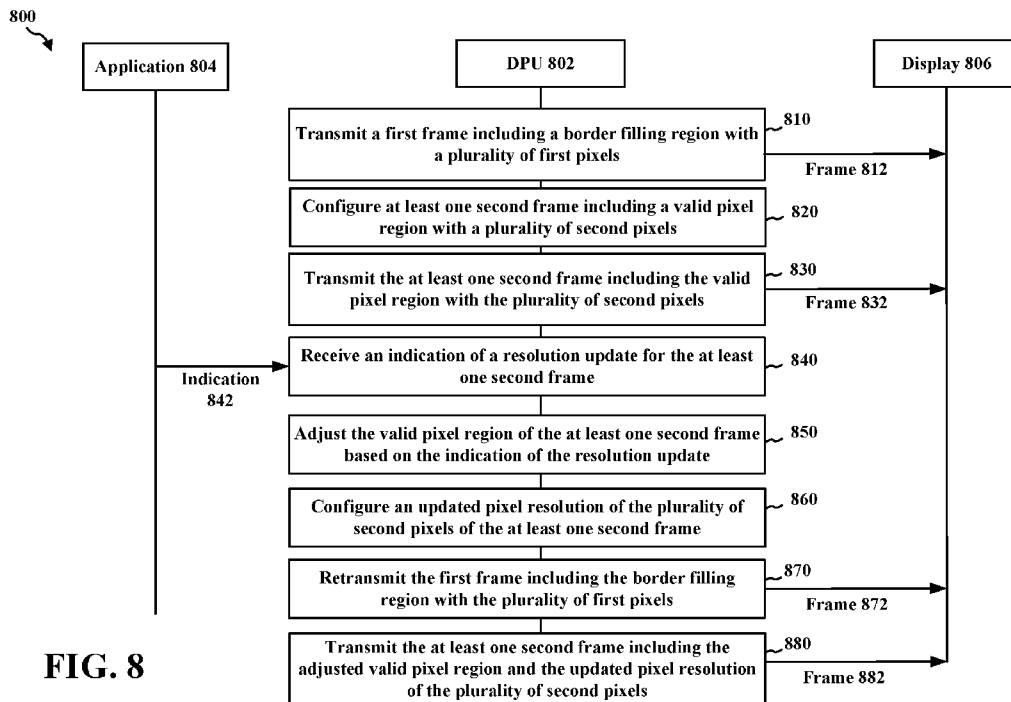 800
Application 804
DPU 802
Display 806
Transmit a first frame including a border filling region with
a plurality of first pixels
810
Frame 812
Configure at least one second frame including a valid pixel
region with a plurality of second pixels
820
Transmit the at least one second frame including the valid
pixel region with the plurality of second pixels
830
Frame 832
Receive an indication of a resolution update for the at least
one second frame
840
Indication
842
Adjust the valid pixel region of the at least one second frame
based on the indication of the resolution update
850
Configure an updated pixel resolution of the plurality of
second pixels of the at least one second frame
860
Retransmit the first frame including the border filling
region with the plurality of first pixels
870
Frame 872
Transmit the at least one second frame including the
adjusted valid pixel region and the updated pixel resolution
of the plurality of second pixels
880
Frame 882
FIG. 8